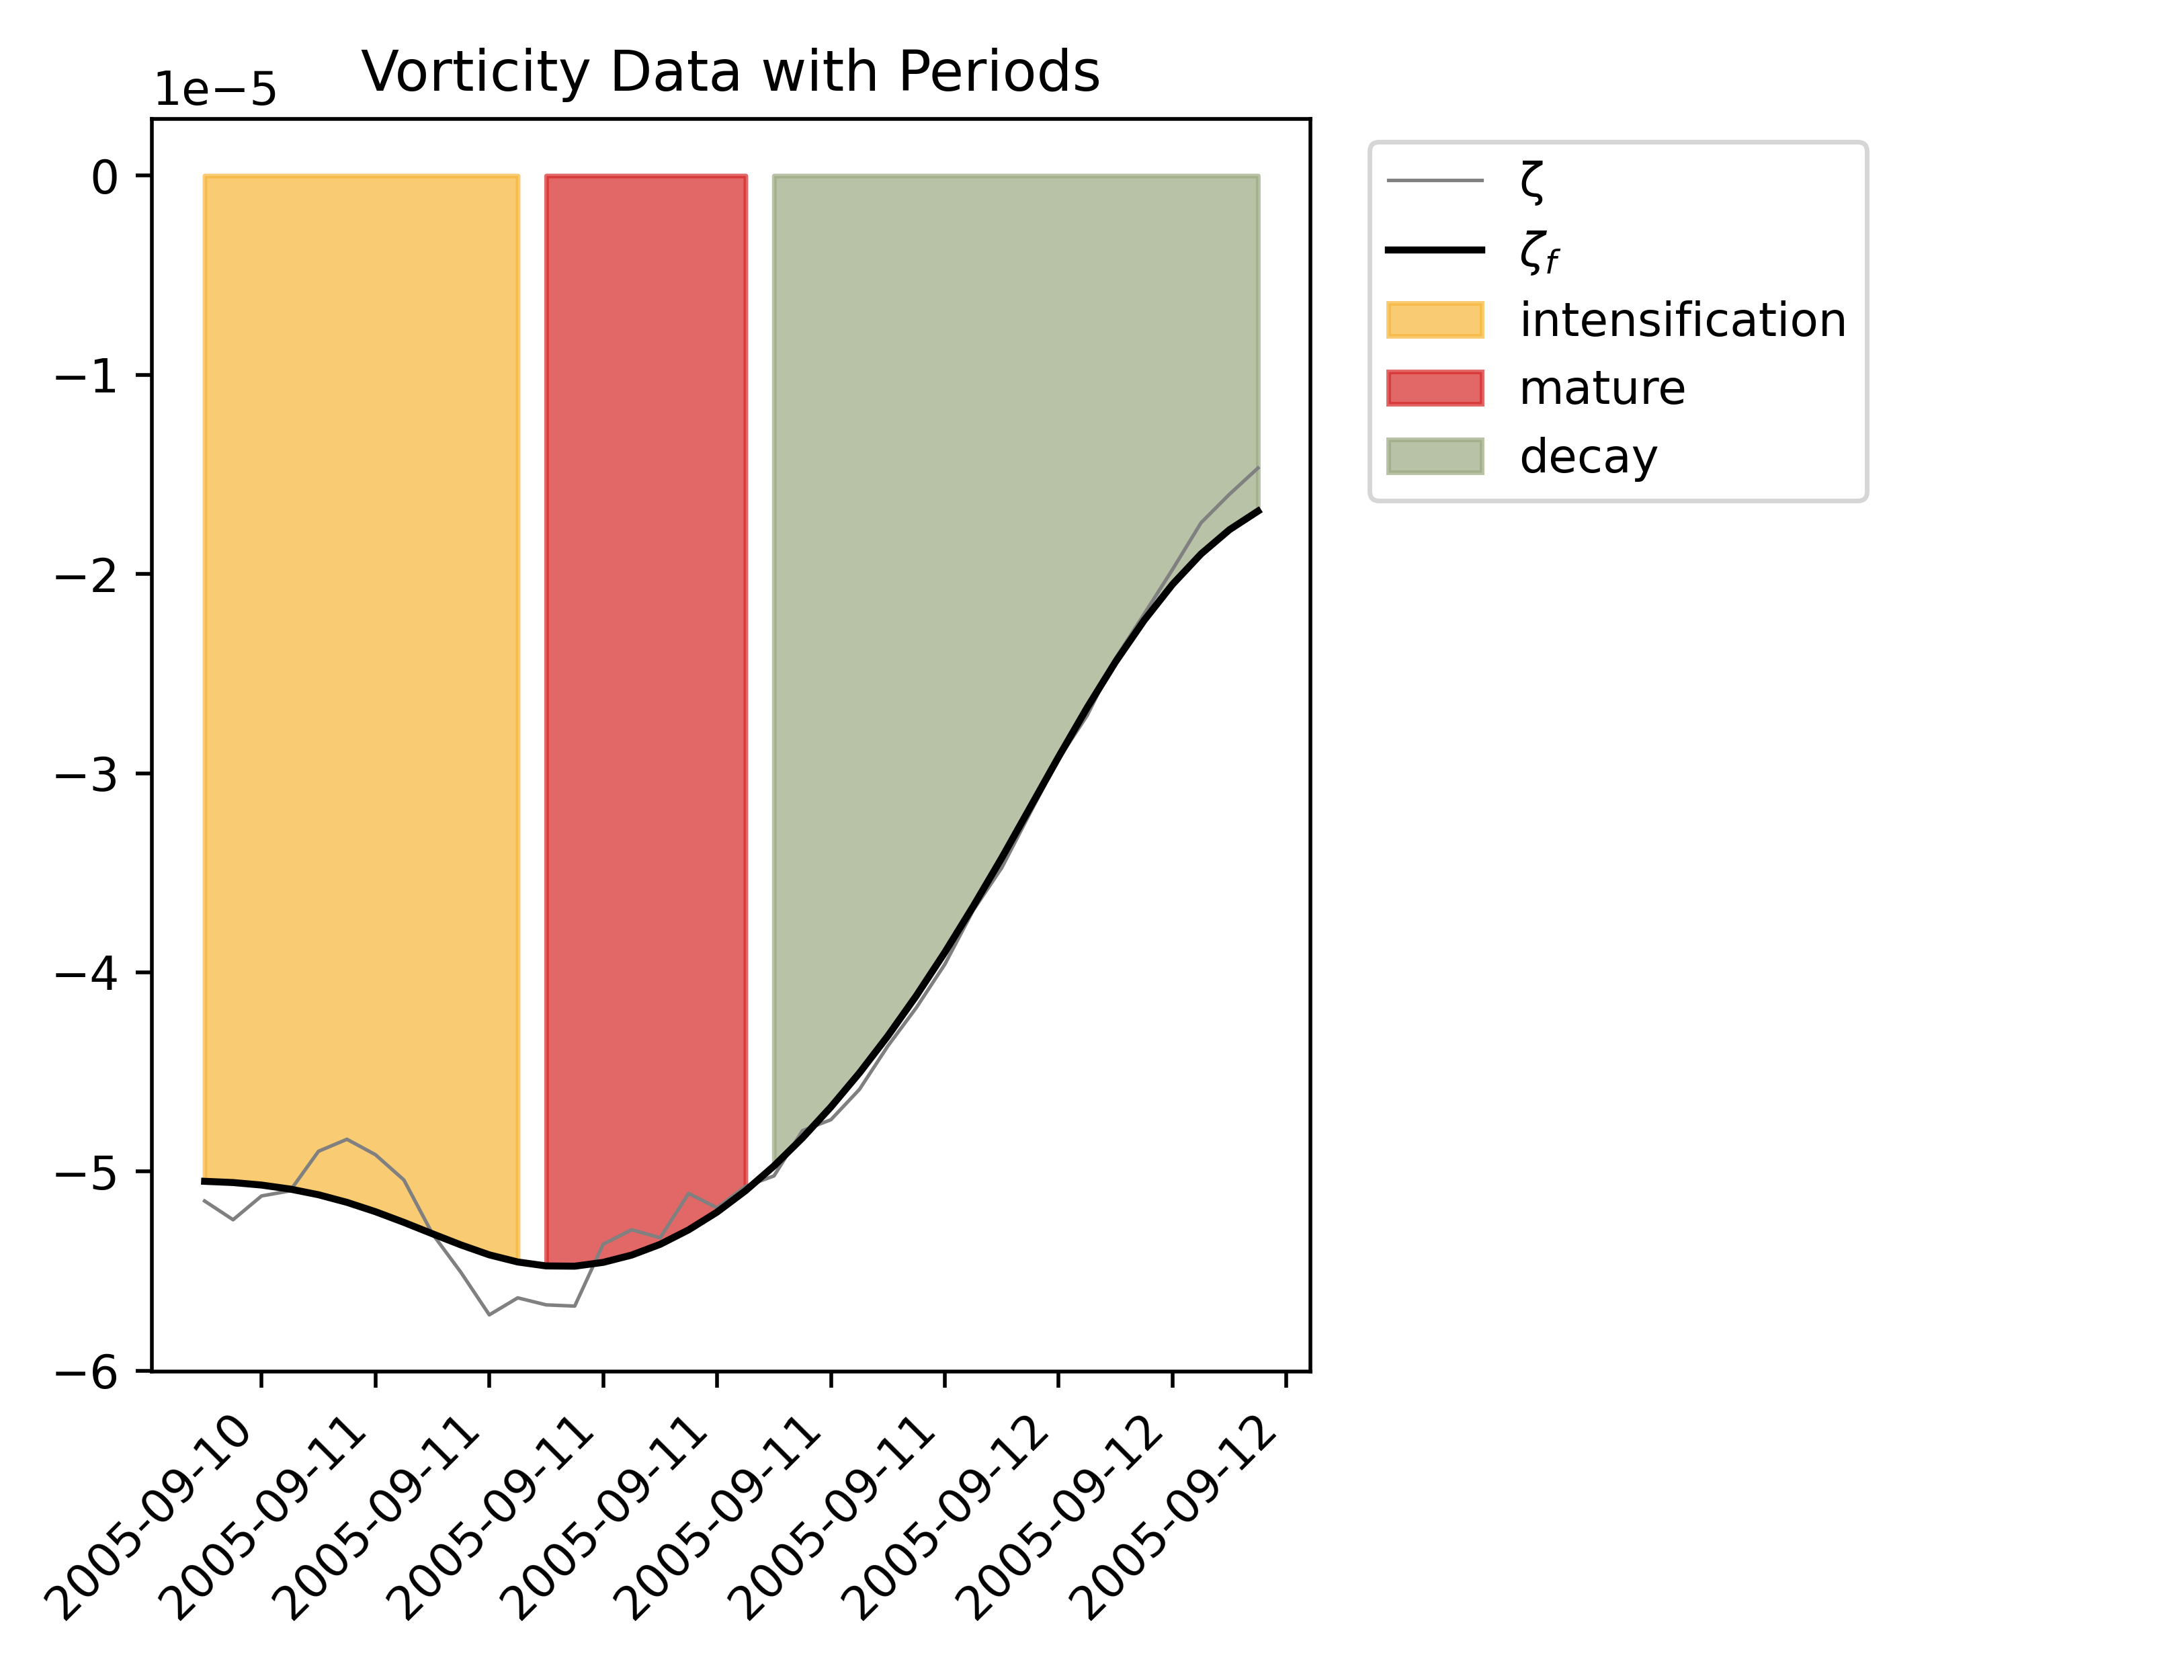 Vorticity Data with Periods
1e−5
0
−1
−2
−3
−4
−5
−6
2005-09-10
2005-09-11
2005-09-11
2005-09-11
2005-09-11
2005-09-11
2005-09-11
2005-09-12
2005-09-12
2005-09-12
ζ
ζf
intensification
mature
decay